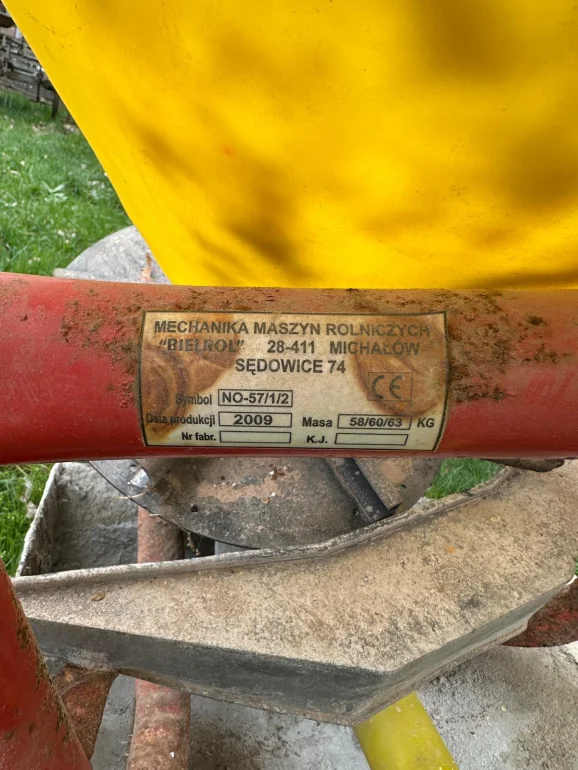 MECHANIKA MASZYN ROLNICZYCH
"BIELROL" 28-411 MICHAŁÓW
SĘDOWICE 74
CE
Symbol NO-57/1/2
Data produkcji 2009 Masa 58/60/63 KG
Nr fabr. K.J.